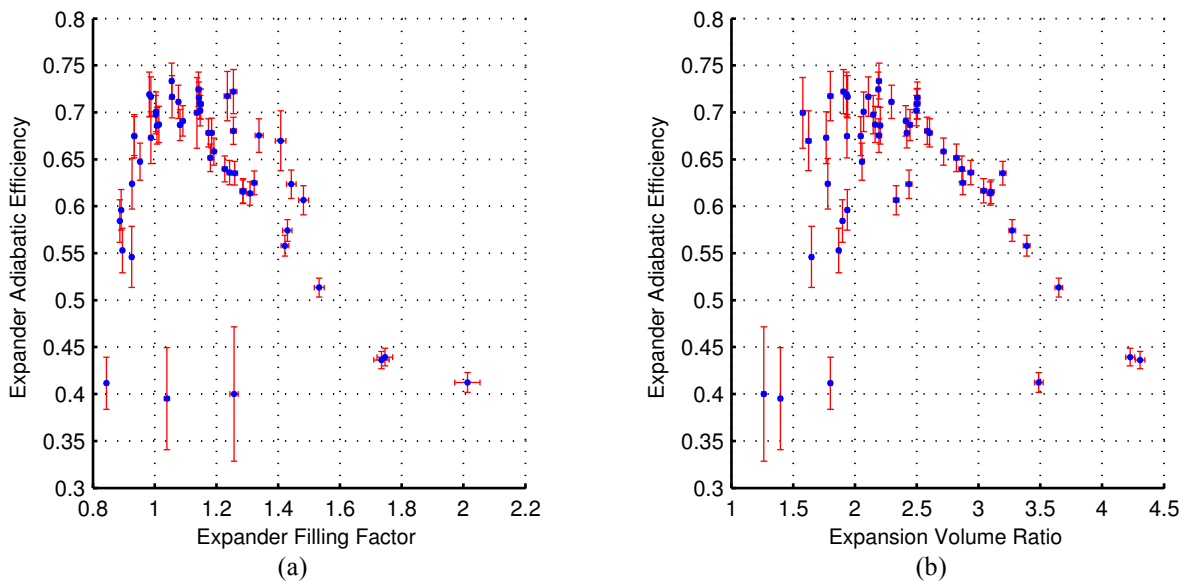 0.8
0.75
0.7
0.65
0.6
0.55
0.5
0.45
0.4
0.35
0.3
Expander Adiabatic Efficiency
0.8 1 1.2 1.4 1.6 1.8 2 2.2
Expander Filling Factor
(a)
0.8
0.75
0.7
0.65
0.6
0.55
0.5
0.45
0.4
0.35
0.3
Expander Adiabatic Efficiency
1 1.5 2 2.5 3 3.5 4 4.5
Expansion Volume Ratio
(b)